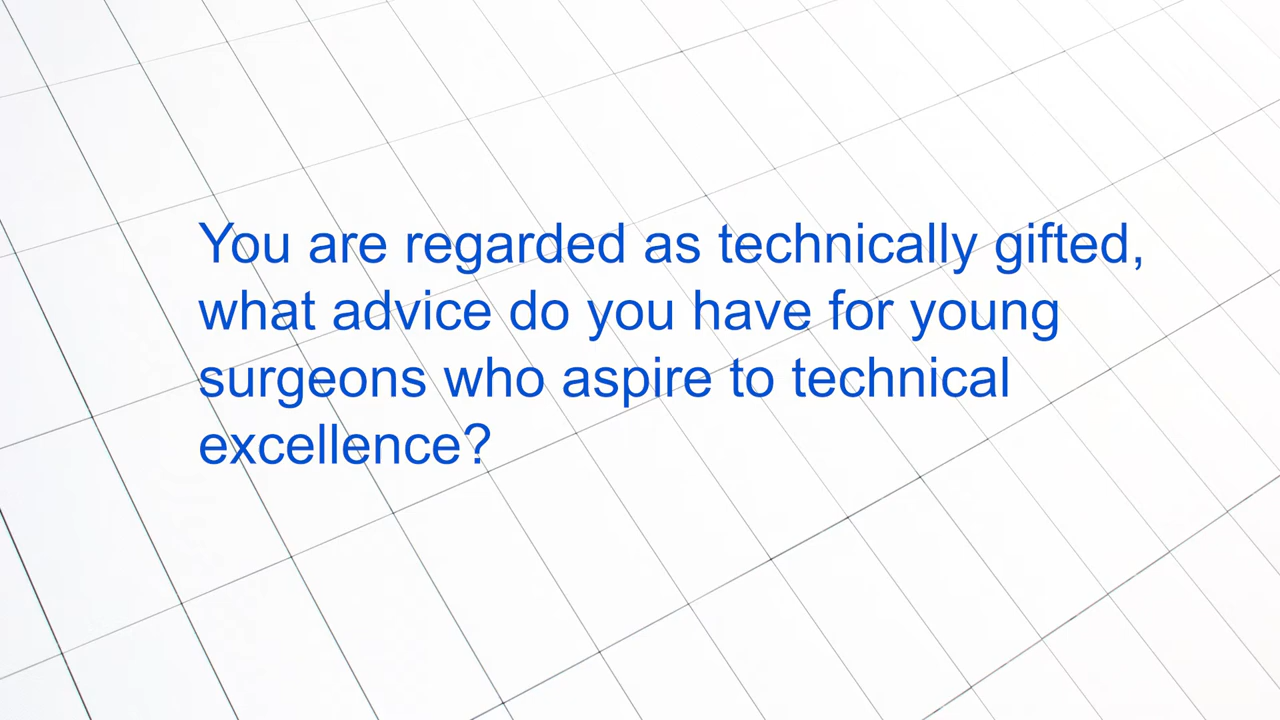 You are regarded as technically gifted,
what advice do you have for young
surgeons who aspire to technical
excellence?